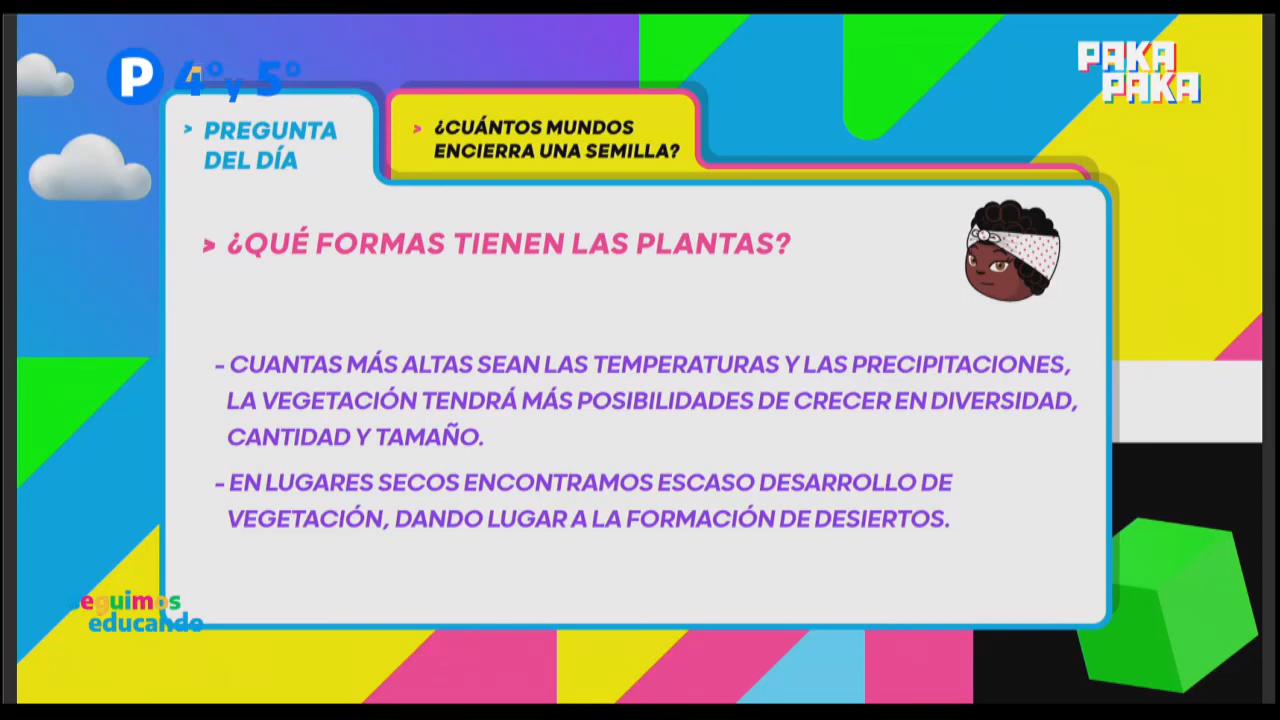 P 4° y 5°
PAKA
PAKA
> PREGUNTA
DEL DÍA
> ¿CUÁNTOS MUNDOS
ENCIERRA UNA SEMILLA?
> ¿QUÉ FORMAS TIENEN LAS PLANTAS?
- CUANTAS MÁS ALTAS SEAN LAS TEMPERATURAS Y LAS PRECIPITACIONES,
LA VEGETACIÓN TENDRÁ MÁS POSIBILIDADES DE CRECER EN DIVERSIDAD,
CANTIDAD Y TAMAÑO.
- EN LUGARES SECOS ENCONTRAMOS ESCASO DESARROLLO DE
VEGETACIÓN, DANDO LUGAR A LA FORMACIÓN DE DESIERTOS.
seguimos
educando